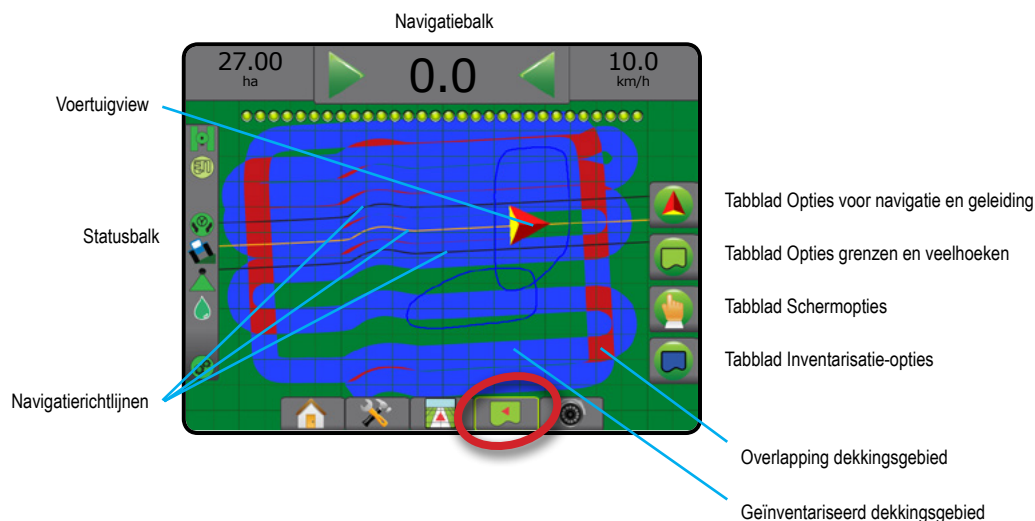 Navigatiebalk
27.00
ha
0.0
10.0
km/h
Voertuigview
Statusbalk
Navigatierichtlijnen
Tabblad Opties voor navigatie en geleiding
Tabblad Opties grenzen en veelhoeken
Tabblad Schermopties
Tabblad Inventarisatie-opties
Overlapping dekkingsgebied
Geïnventariseerd dekkingsgebied